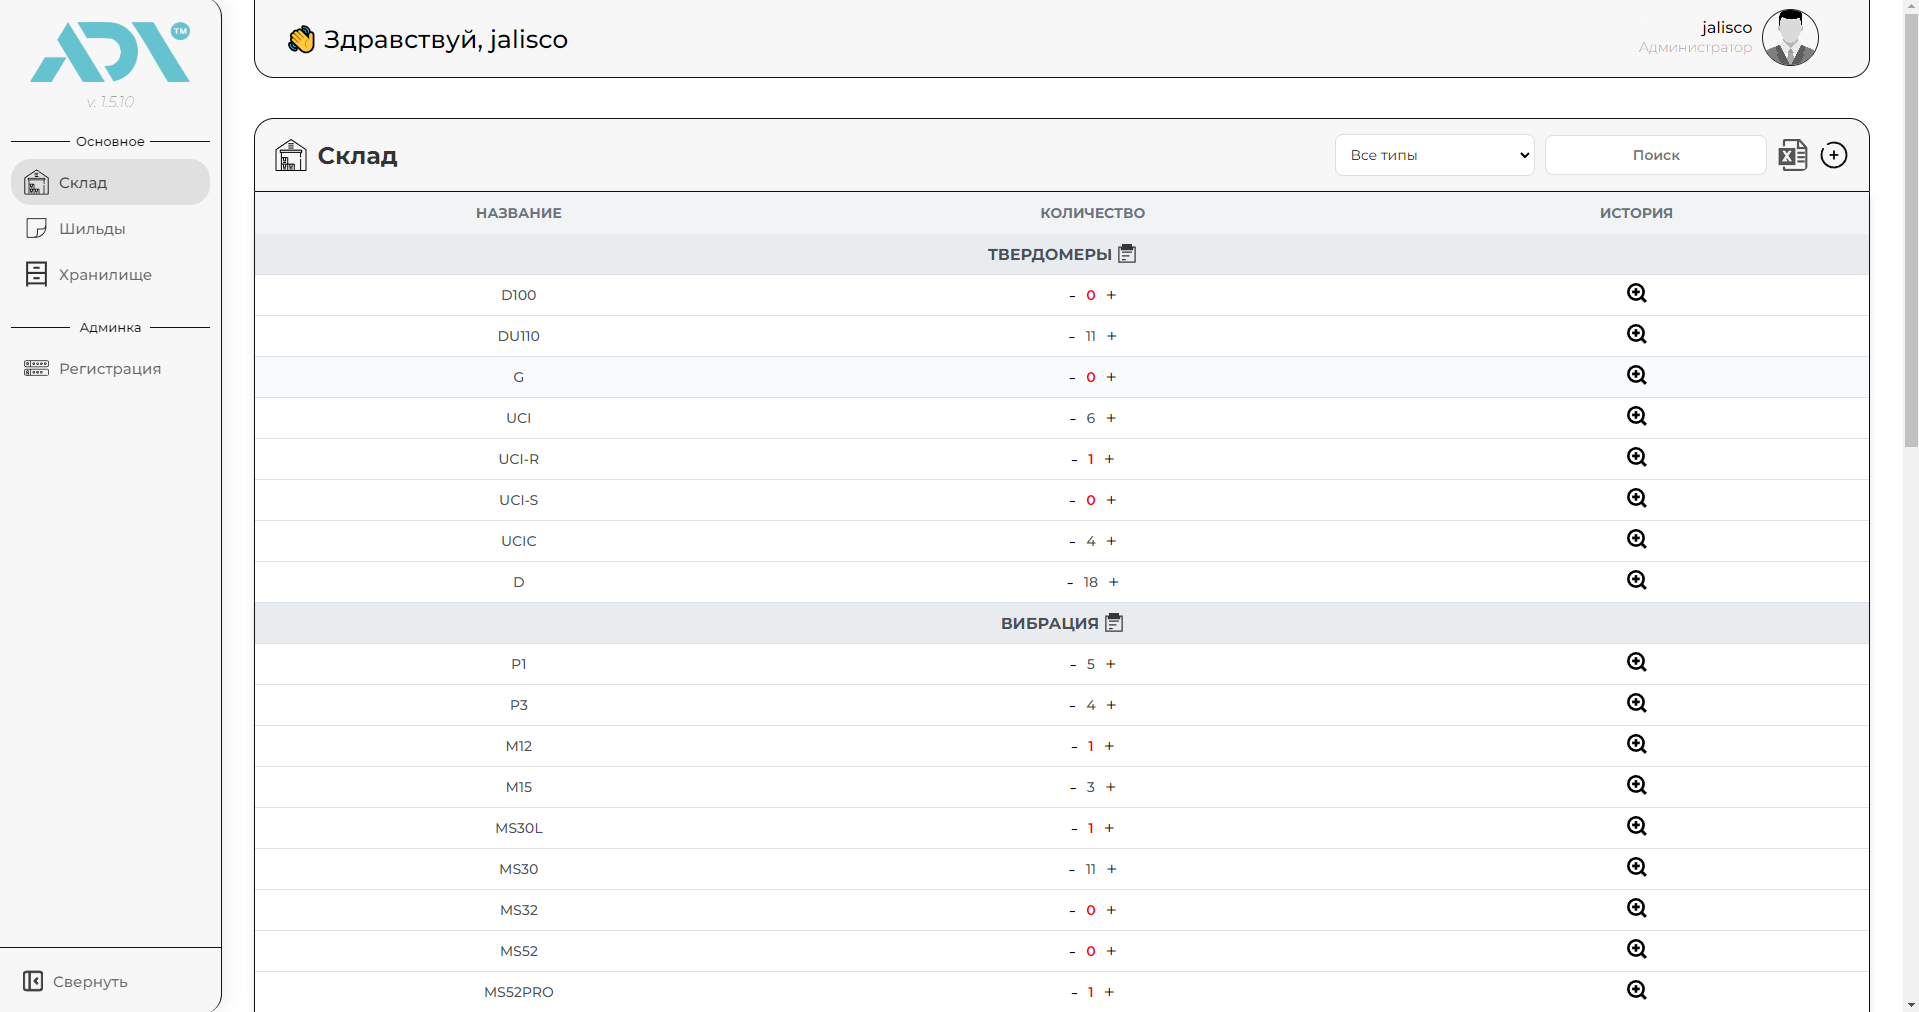 ADX TM
v. 1.5.10
Основное
Склад
Шильды
Хранилище
Админка
Регистрация
Свернуть
Здравствуй, jalisco
jalisco
Администратор
Склад
Все типы
Поиск
НАЗВАНИЕ КОЛИЧЕСТВО ИСТОРИЯ
ТВЕРДОМЕРЫ
D100 - 0 +
DU110 - 11 +
G - 0 +
UCI - 6 +
UCI-R - 1 +
UCI-S - 0 +
UCIC - 4 +
D - 18 +
ВИБРАЦИЯ
P1 - 5 +
P3 - 4 +
M12 - 1 +
M15 - 3 +
MS30L - 1 +
MS30 - 11 +
MS32 - 0 +
MS52 - 0 +
MS52PRO - 1 +